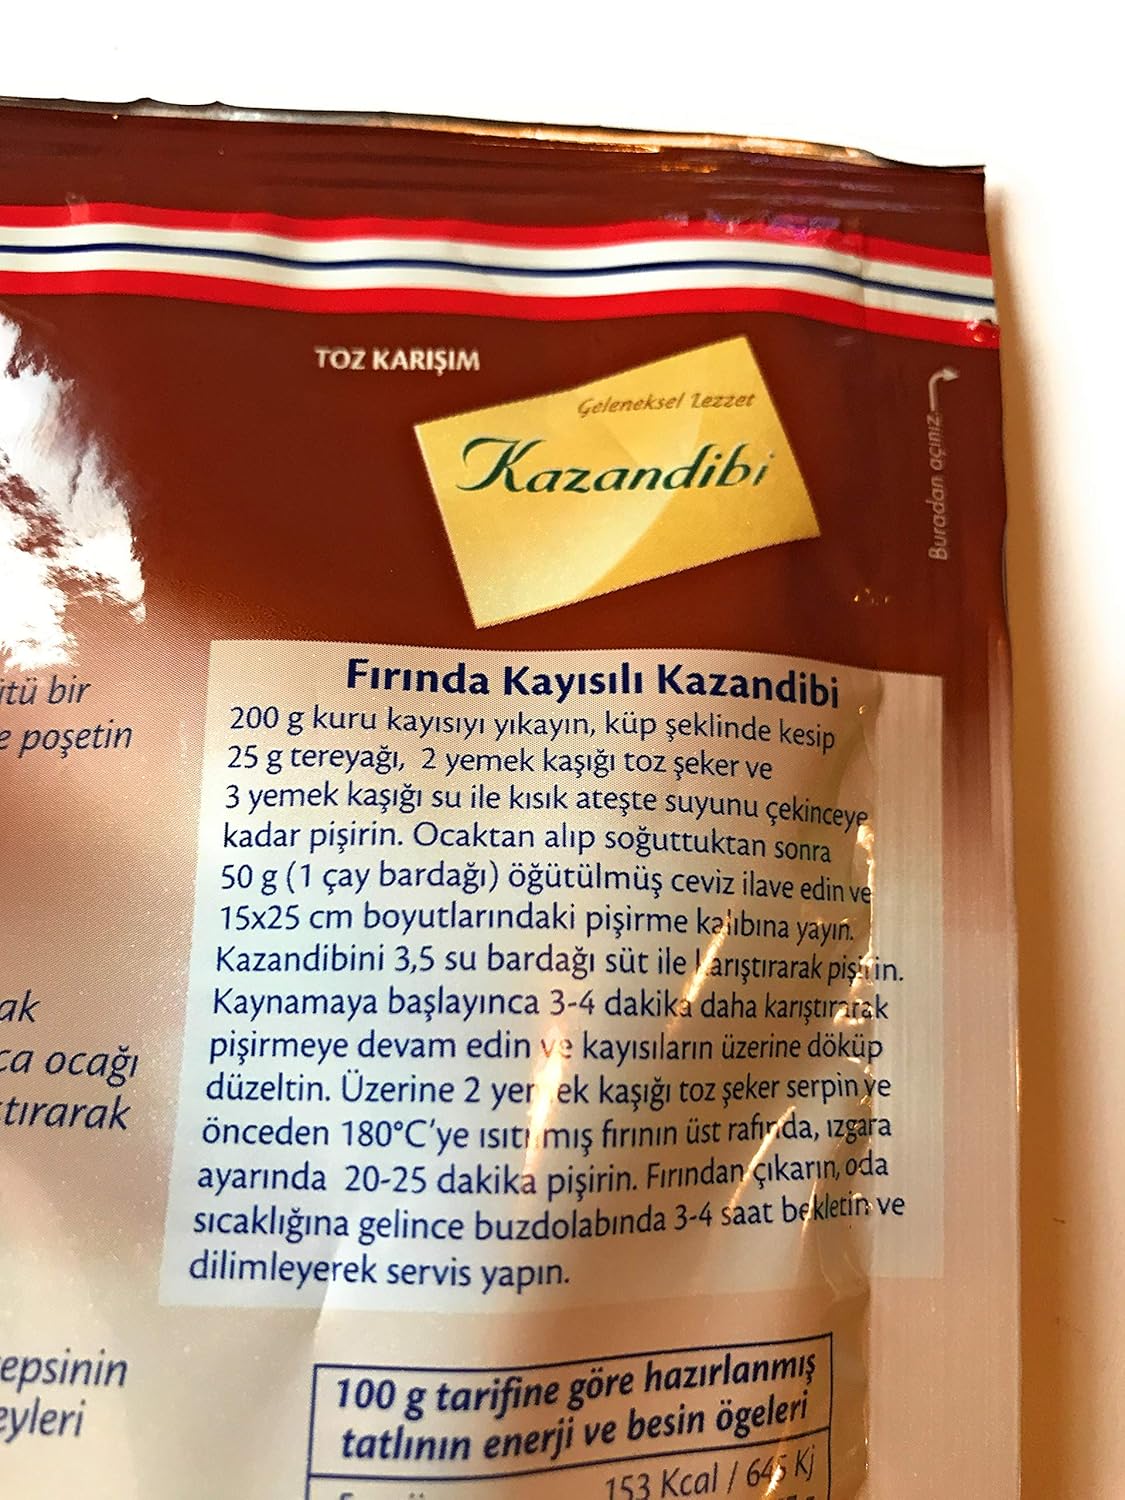 TOZ KARIŞIM
Geleneksel Lezzet
Kazandibi
Buradan açınız
Fırında Kayısılı Kazandibi
200 g kuru kayısıyı yıkayın, küp şeklinde kesip
25 g tereyağı, 2 yemek kaşığı toz şeker ve
3 yemek kaşığı su ile kısık ateşte suyunu çekinceye
kadar pişirin. Ocaktan alıp soğuttuktan sonra
50 g (1 çay bardağı) öğütülmüş ceviz ilave edin ve
15x25 cm boyutlarındaki pişirme kalıbına yayın.
Kazandibini 3,5 su bardağı süt ile karıştırarak pişirin.
Kaynamaya başlayınca 3-4 dakika daha karıştırarak
pişirmeye devam edin ve kayısıların üzerine döküp
düzeltin. Üzerine 2 yemek kaşığı toz şeker serpin ve
önceden 180°C'ye ısıtılmış fırının üst rafında, ızgara
ayarında 20-25 dakika pişirin. Fırından çıkarın, oda
sıcaklığına gelince buzdolabında 3-4 saat bekletin ve
dilimleyerek servis yapın.
itü bir
e poşetin
ak
ca ocağı
tırarak
epsinin
eyleri
100 g tarifine göre hazırlanmış
tatlının enerji ve besin ögeleri
153 Kcal / 645 Kj